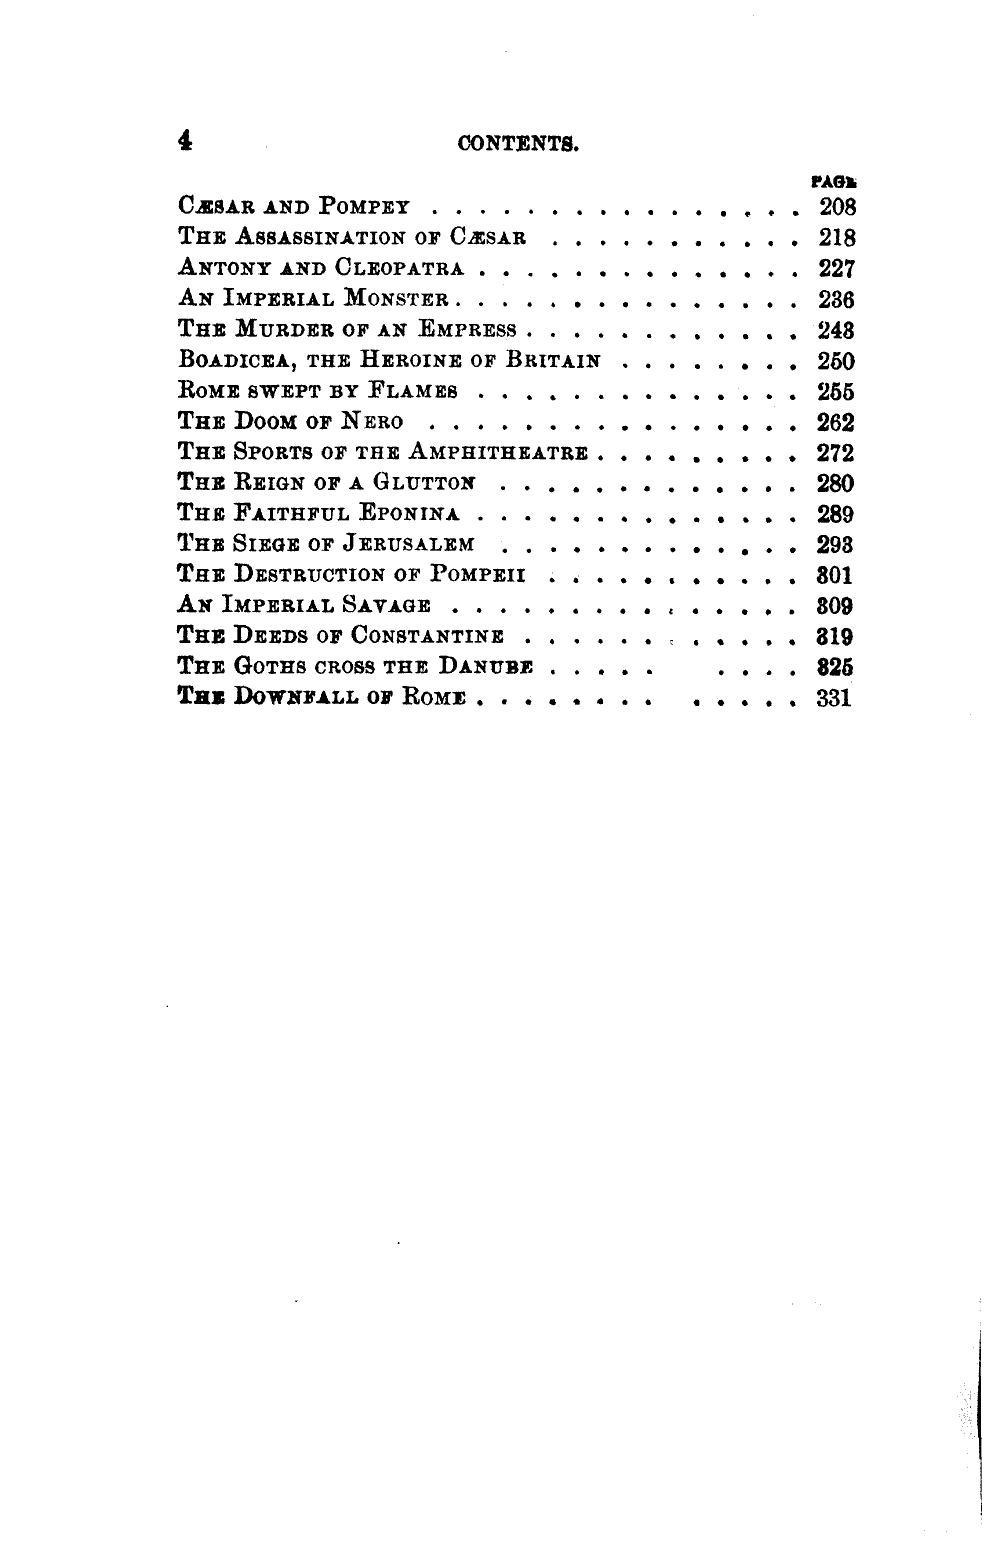 4 CONTENTS.
PAGE
CÆSAR AND POMPEY . . . . . . . . . . . . . . . . 208
THE ASSASSINATION OF CÆSAR . . . . . . . . . . . 218
ANTONY AND CLEOPATRA . . . . . . . . . . . . . . 227
AN IMPERIAL MONSTER . . . . . . . . . . . . . . . 236
THE MURDER OF AN EMPRESS . . . . . . . . . . . . 243
BOADICEA, THE HEROINE OF BRITAIN . . . . . . . . 250
ROME SWEPT BY FLAMES . . . . . . . . . . . . . . 255
THE DOOM OF NERO . . . . . . . . . . . . . . . . 262
THE SPORTS OF THE AMPHITHEATRE . . . . . . . . . 272
THE REIGN OF A GLUTTON . . . . . . . . . . . . . 280
THE FAITHFUL EPONINA . . . . . . . . . . . . . . 289
THE SIEGE OF JERUSALEM . . . . . . . . . . . . . 293
THE DESTRUCTION OF POMPEII . . . . . . . . . . . 301
AN IMPERIAL SAVAGE . . . . . . . . . . . . . . . 309
THE DEEDS OF CONSTANTINE . . . . . . . . . . . . 319
THE GOTHS CROSS THE DANUBE . . . . . . . . . 325
THE DOWNFALL OF ROME . . . . . . . . . . . . . 331